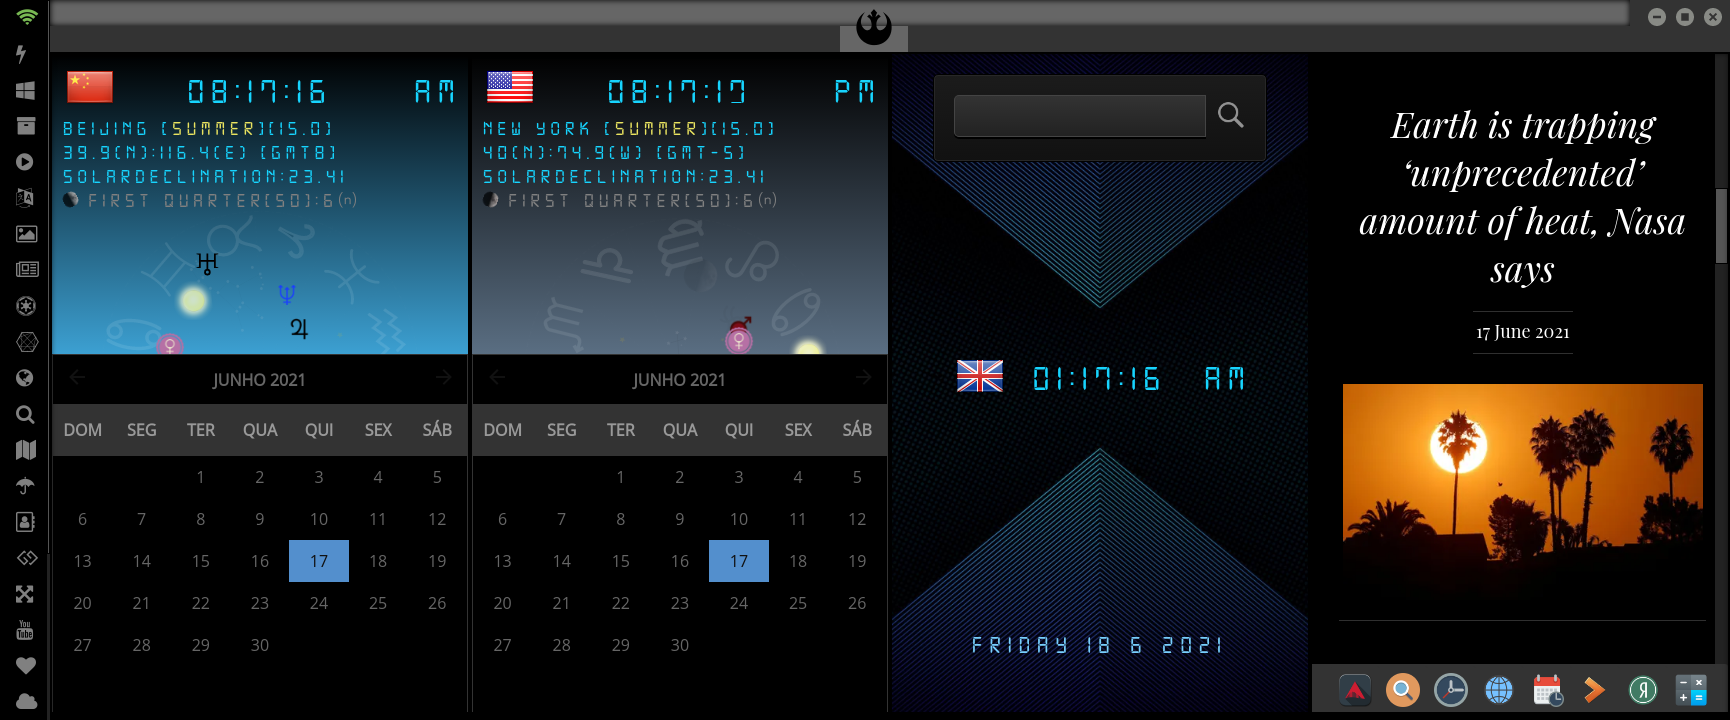 08:17:16 AM
BEIJING (SUMMER)(15.0)
39.9(N):116.4(E) (GMT8)
SOLARDECLINATION:23.41
FIRST QUARTER(50):6(n)
JUNHO 2021
DOM SEG TER QUA QUI SEX SÁB
1 2 3 4 5
6 7 8 9 10 11 12
13 14 15 16 17 18 19
20 21 22 23 24 25 26
27 28 29 30
08:17:17 PM
NEW YORK (SUMMER)(15.0)
40(N):74.9(W) (GMT-5)
SOLARDECLINATION:23.41
FIRST QUARTER(50):6(n)
JUNHO 2021
DOM SEG TER QUA QUI SEX SÁB
1 2 3 4 5
6 7 8 9 10 11 12
13 14 15 16 17 18 19
20 21 22 23 24 25 26
27 28 29 30
01:17:16 AM
FRIDAY 18 6 2021
Earth is trapping
‘unprecedented’
amount of heat, Nasa
says
17 June 2021
You
Tube
Я